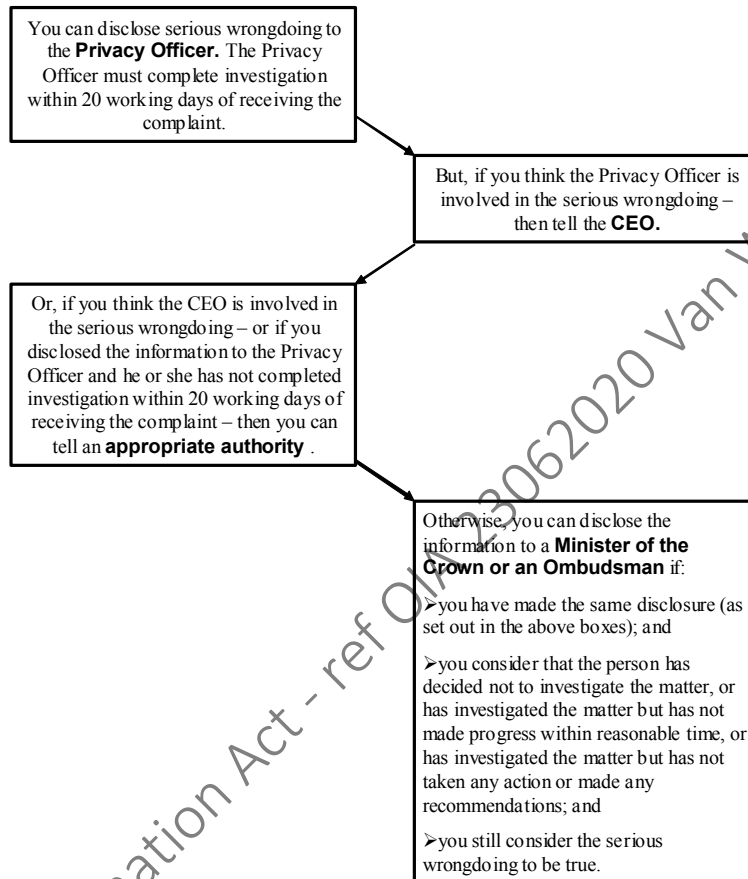 You can disclose serious wrongdoing to
the Privacy Officer. The Privacy
Officer must complete investigation
within 20 working days of receiving the
complaint.
But, if you think the Privacy Officer is
involved in the serious wrongdoing –
then tell the CEO.
Or, if you think the CEO is involved in
the serious wrongdoing – or if you
disclosed the information to the Privacy
Officer and he or she has not completed
investigation within 20 working days of
receiving the complaint – then you can
tell an appropriate authority .
Otherwise, you can disclose the
information to a Minister of the
Crown or an Ombudsman if:
➢you have made the same disclosure (as
set out in the above boxes); and
➢you consider that the person has
decided not to investigate the matter, or
has investigated the matter but has not
made progress within reasonable time, or
has investigated the matter but has not
taken any action or made any
recommendations; and
➢you still consider the serious
wrongdoing to be true.
Act - ref OIA 23062020 Van